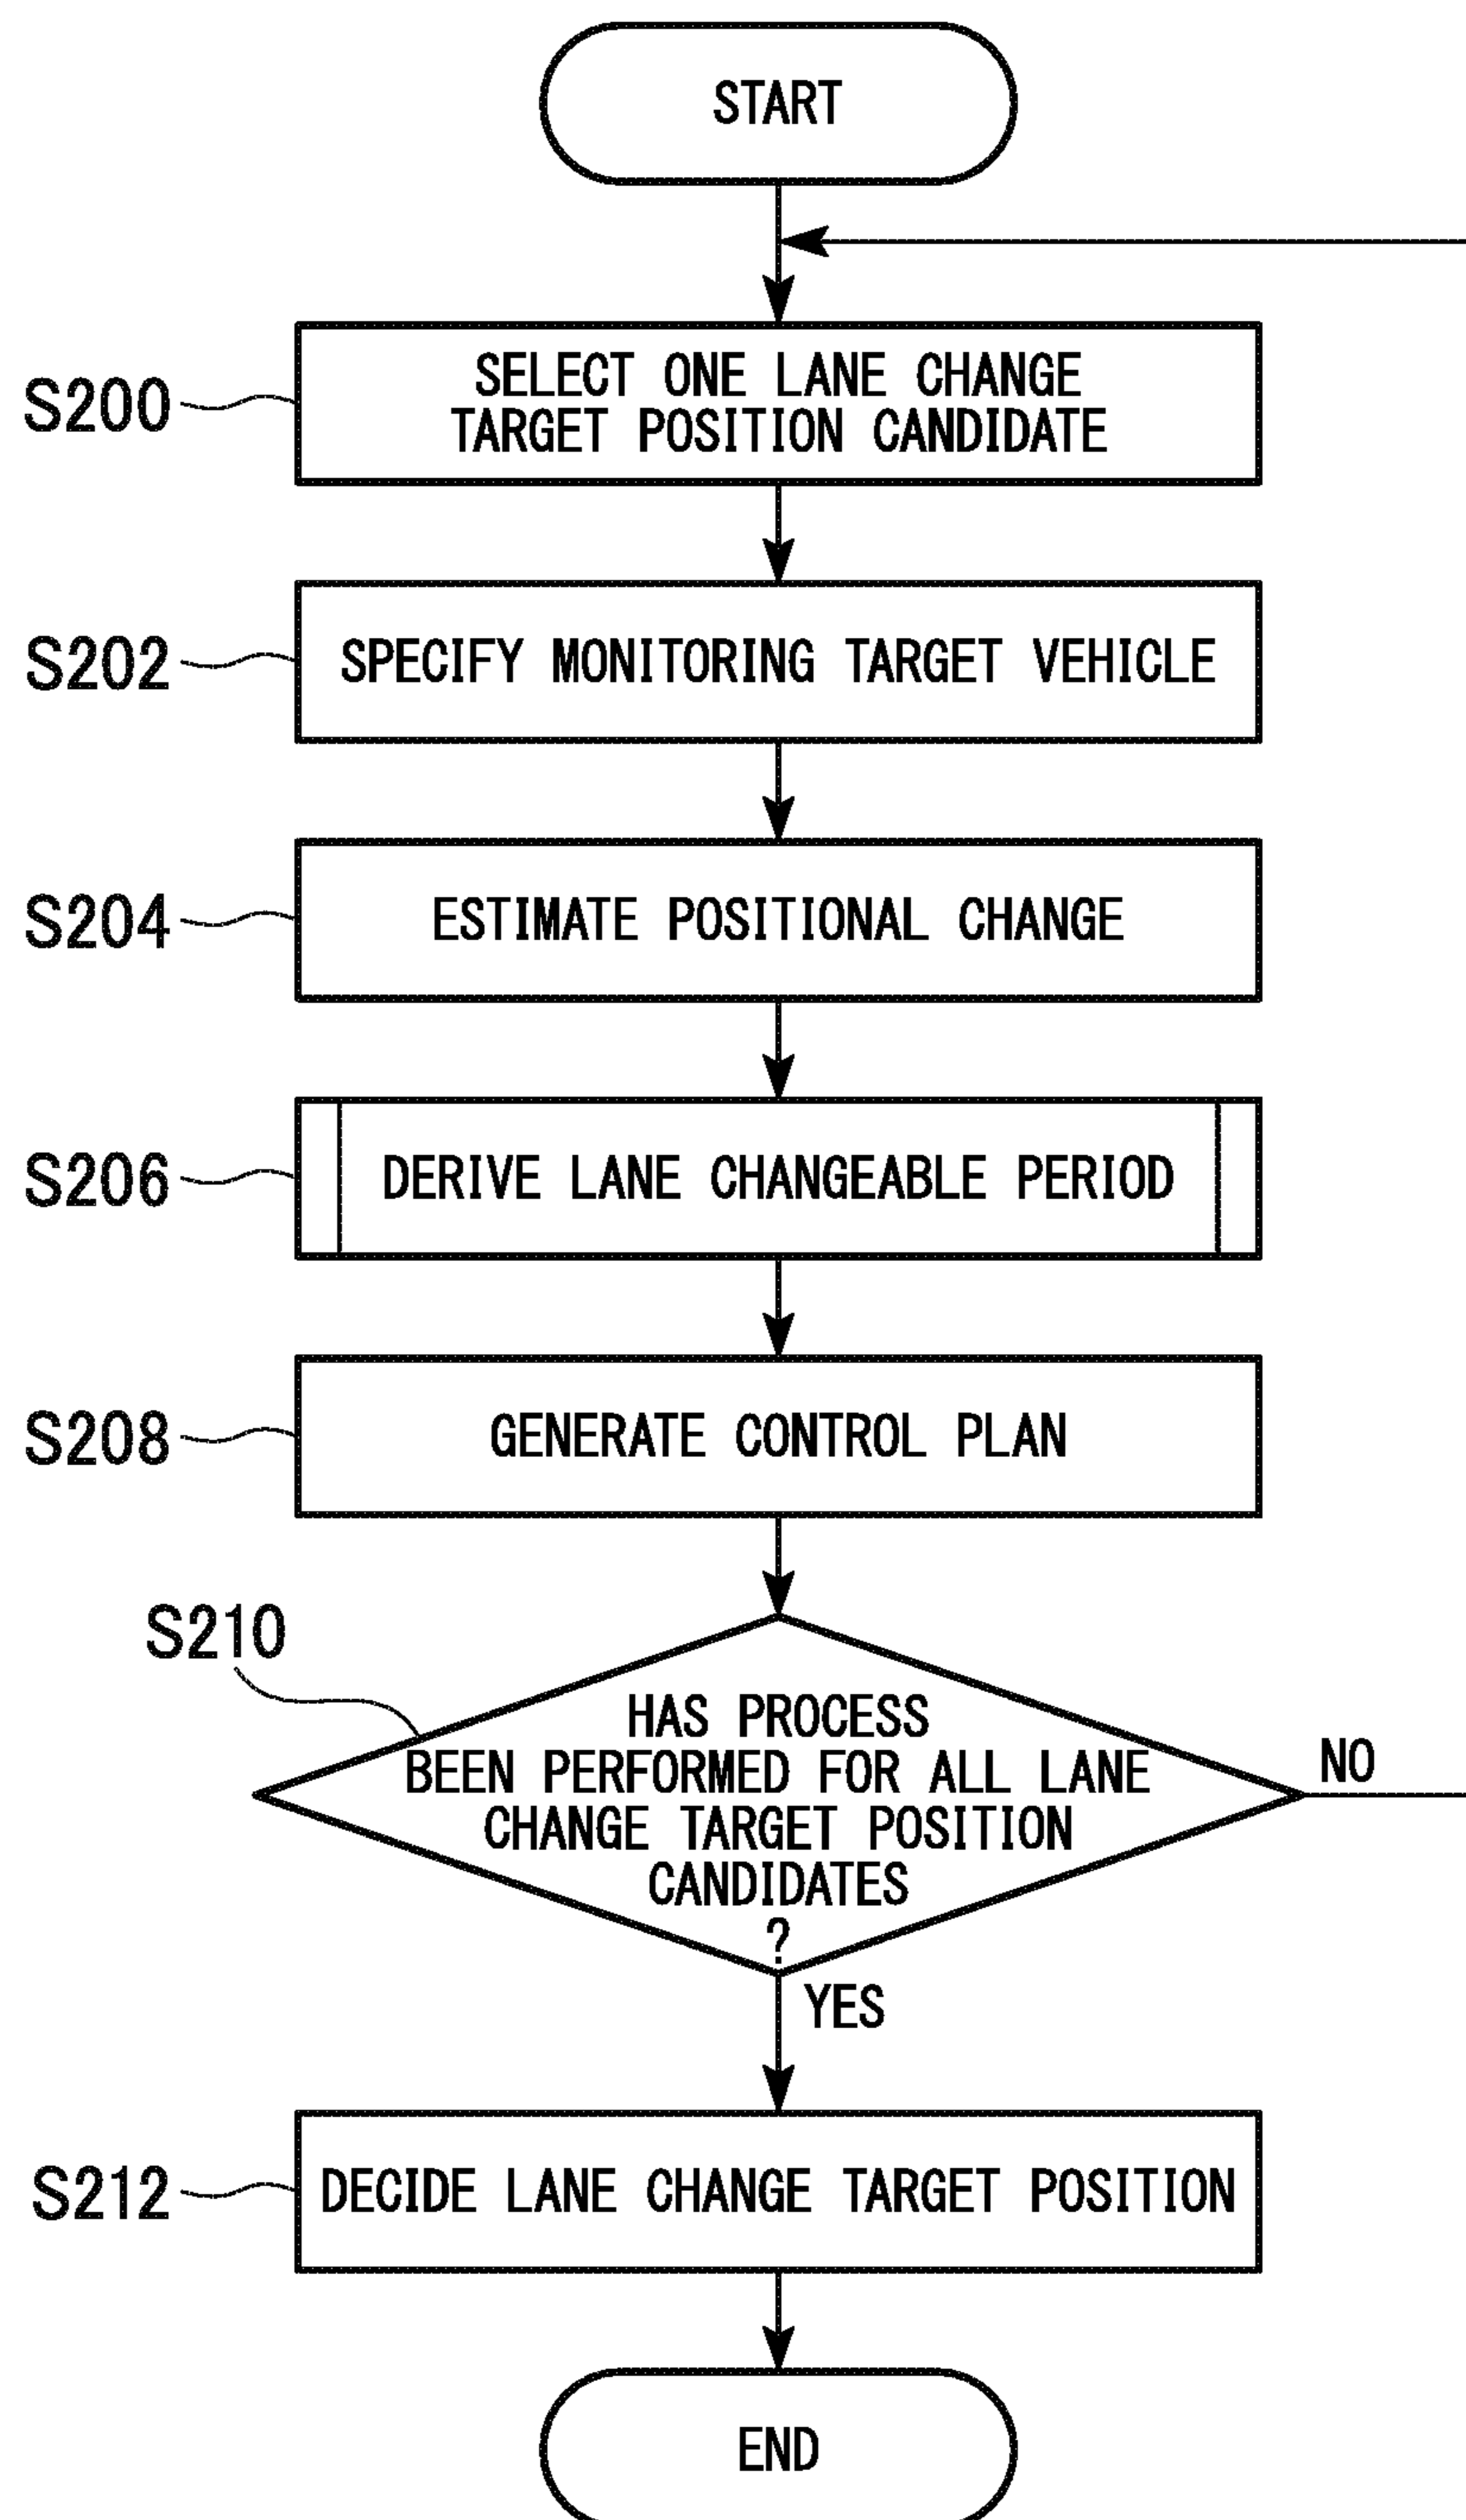 START
S200
SELECT ONE LANE CHANGE
TARGET POSITION CANDIDATE
S202
SPECIFY MONITORING TARGET VEHICLE
S204
ESTIMATE POSITIONAL CHANGE
S206
DERIVE LANE CHANGEABLE PERIOD
S208
GENERATE CONTROL PLAN
S210
HAS PROCESS
BEEN PERFORMED FOR ALL LANE
CHANGE TARGET POSITION
CANDIDATES
?
NO
YES
S212
DECIDE LANE CHANGE TARGET POSITION
END